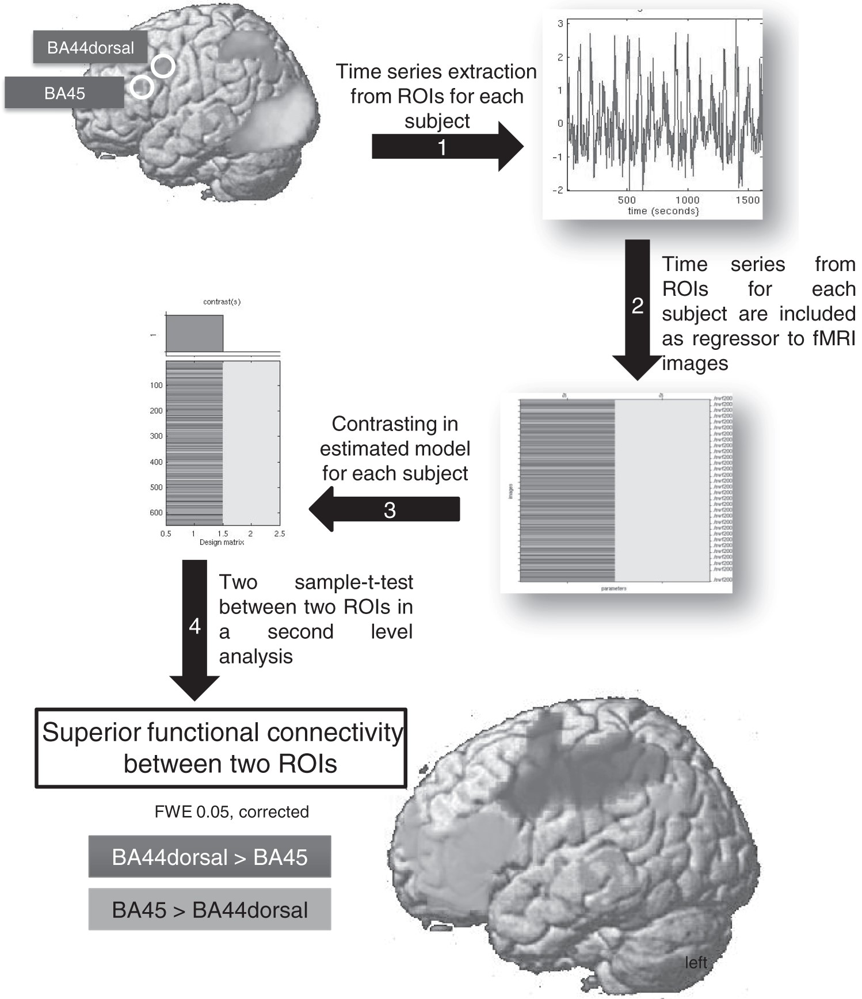 BA44dorsal
BA45
Time series extraction
from ROIs for each
subject
1
3
2
1
0
-1
-2
500 1000 1500
time (seconds}
2
Time series from
ROIs for each
subject are included
as regressor to fMRI
images
contrast(s)
1
100
200
300
400
500
600
0.5 1 1.5 2 2.5
Design matrix
Contrasting in
estimated model
for each subject
3
images
parameters
4
Two sample-t-test
between two ROIs in
a second level
analysis
Superior functional connectivity
between two ROIs
FWE 0.05, corrected
BA44dorsal > BA45
BA45 > BA44dorsal
left